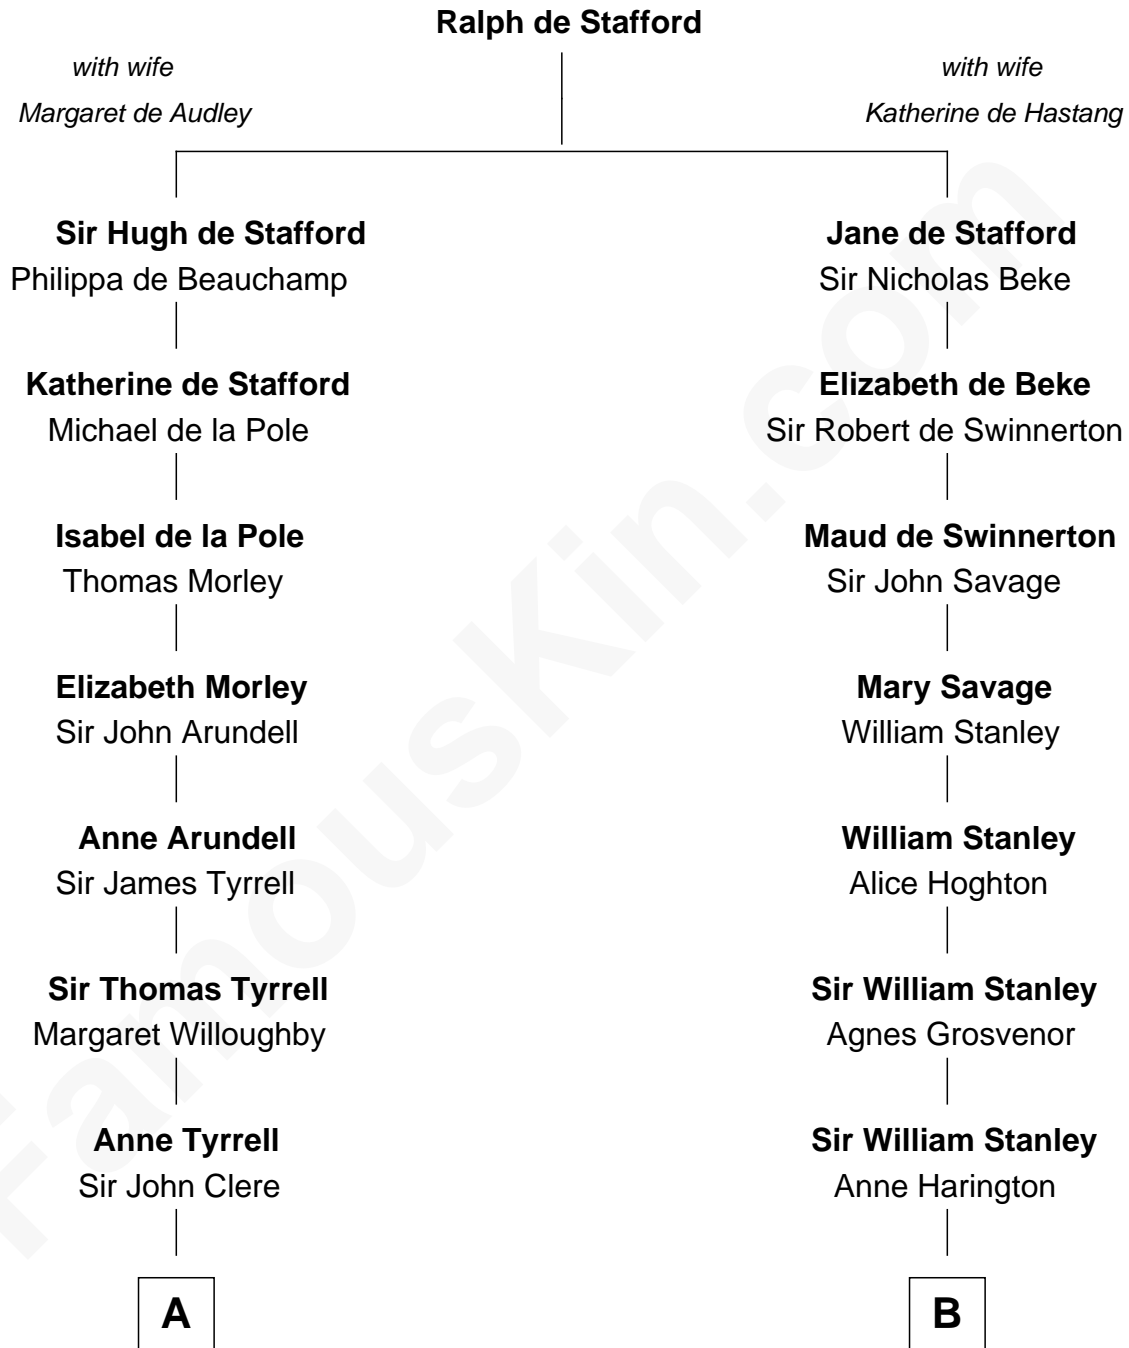 Ralph de Stafford
with wife
Margaret de Audley
with wife
Katherine de Hastang
Sir Hugh de Stafford
Philippa de Beauchamp
Jane de Stafford
Sir Nicholas Beke
Katherine de Stafford
Michael de la Pole
Elizabeth de Beke
Sir Robert de Swinnerton
Isabel de la Pole
Thomas Morley
Maud de Swinnerton
Sir John Savage
Elizabeth Morley
Sir John Arundell
Mary Savage
William Stanley
Anne Arundell
Sir James Tyrrell
William Stanley
Alice Hoghton
Sir Thomas Tyrrell
Margaret Willoughby
Sir William Stanley
Agnes Grosvenor
Anne Tyrrell
Sir John Clere
Sir William Stanley
Anne Harington
A
B
FamousKin.com